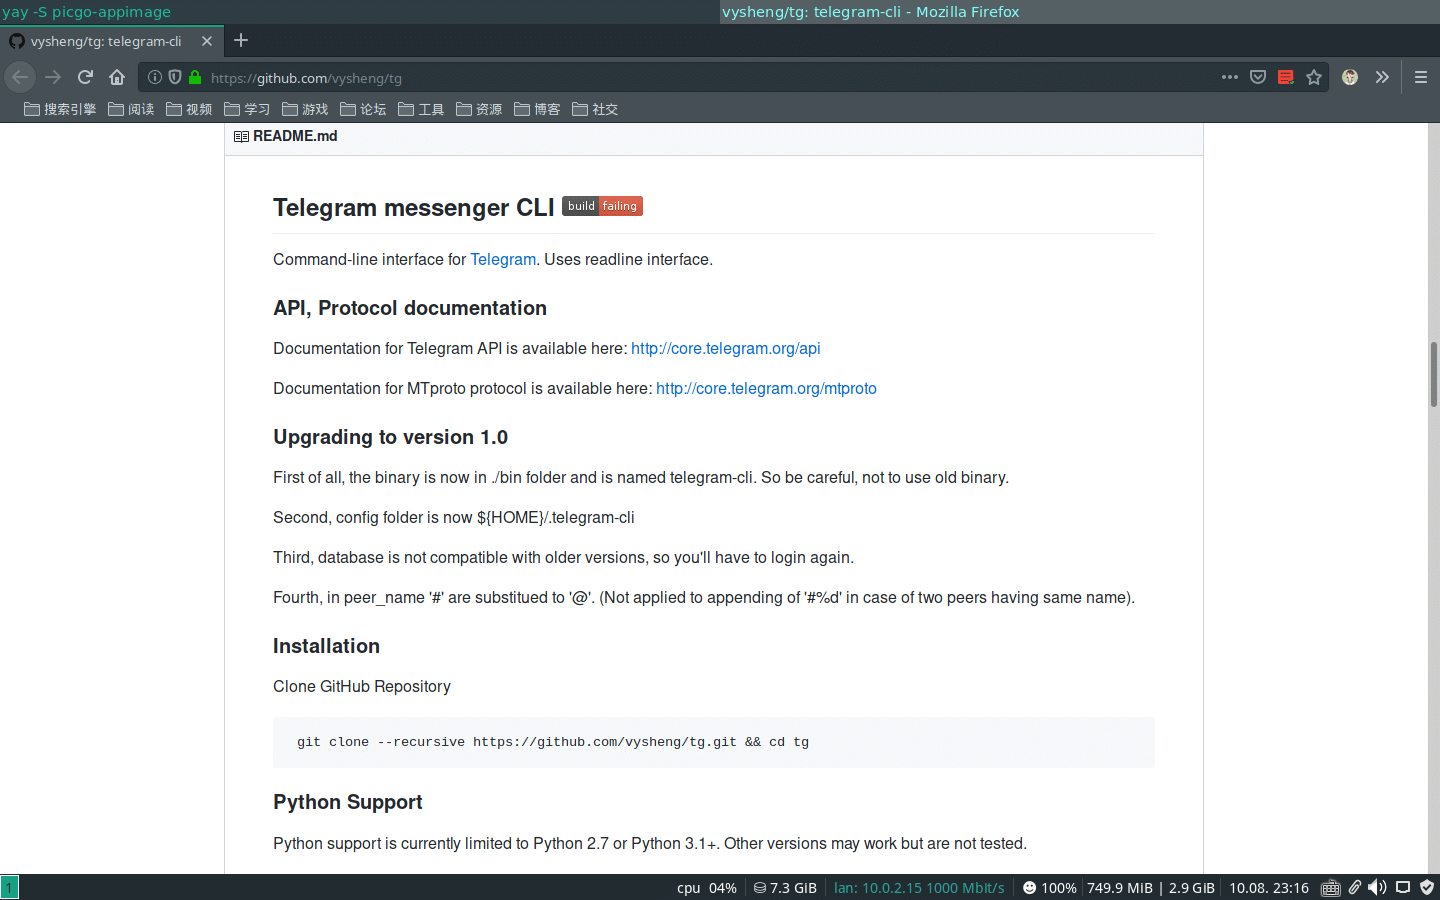 yay -S picgo-appimage
vysheng/tg: telegram-cli - Mozilla Firefox
vysheng/tg: telegram-cli
https://github.com/vysheng/tg
搜索引擎 阅读 视频 学习 游戏 论坛 工具 资源 博客 社交
README.md
Telegram messenger CLI build failing
Command-line interface for Telegram. Uses readline interface.
API, Protocol documentation
Documentation for Telegram API is available here: http://core.telegram.org/api
Documentation for MTproto protocol is available here: http://core.telegram.org/mtproto
Upgrading to version 1.0
First of all, the binary is now in ./bin folder and is named telegram-cli. So be careful, not to use old binary.
Second, config folder is now ${HOME}/.telegram-cli
Third, database is not compatible with older versions, so you'll have to login again.
Fourth, in peer_name '#' are substitued to '@'. (Not applied to appending of '#%d' in case of two peers having same name).
Installation
Clone GitHub Repository
git clone --recursive https://github.com/vysheng/tg.git && cd tg
Python Support
Python support is currently limited to Python 2.7 or Python 3.1+. Other versions may work but are not tested.
1
cpu 04% 7.3 GiB lan: 10.0.2.15 1000 Mbit/s 100% 749.9 MiB | 2.9 GiB 10.08. 23:16